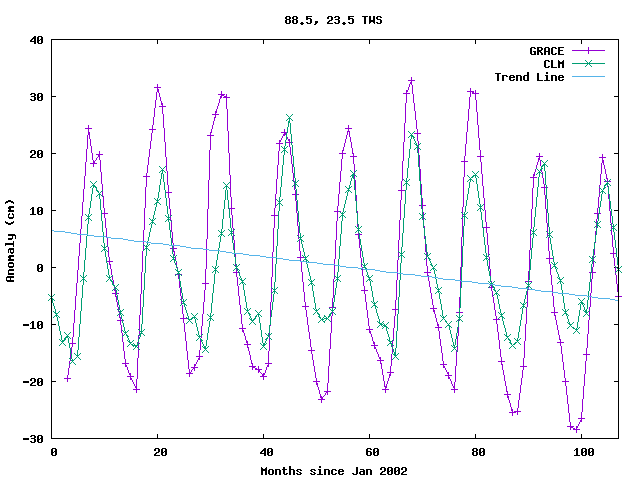 88.5, 23.5 TWS
GRACE
CLM
Trend Line
Anomaly (cm)
40
30
20
10
0
-10
-20
-30
0 20 40 60 80 100
Months since Jan 2002